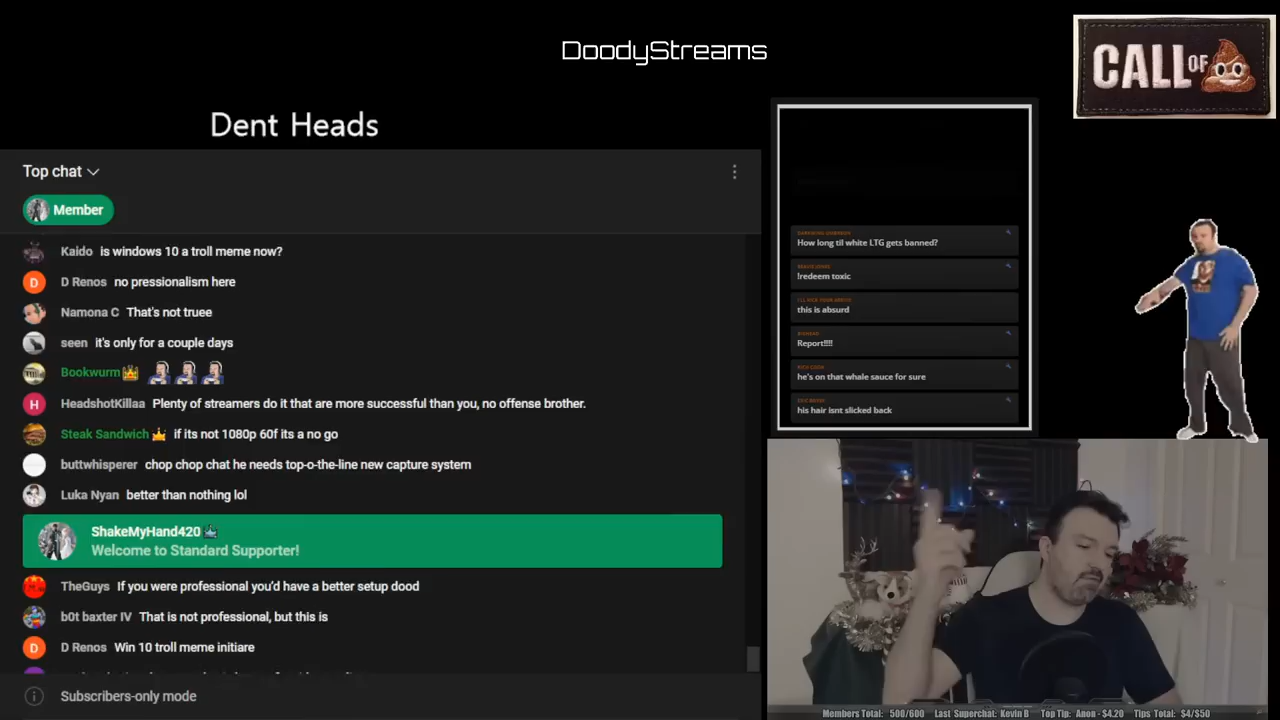 DoodyStreams
CALL OF
Dent Heads
Top chat
Member
Kaido is windows 10 a troll meme now?
D Renos no pressionalism here
Namona C That's not truee
seen it's only for a couple days
Bookwurm
H HeadshotKillaa Plenty of streamers do it that are more successful than you, no offense brother.
Steak Sandwich if its not 1080p 60f its a no go
buttwhisperer chop chop chat he needs top-o-the-line new capture system
Luka Nyan better than nothing lol
ShakeMyHand420
Welcome to Standard Supporter!
TheGuys If you were professional you'd have a better setup dood
b0t baxter IV That is not professional, but this is
D D Renos Win 10 troll meme initiare
Subscribers-only mode
How long til white LTG gets banned?
!redeem toxic
this is absurd
Report!!!!
he's on that whale sauce for sure
his hair isnt slicked back
Members Total: 500/600 Last Superchat: Kevin B Top Tip: Anon - $4.20 Tips Total: $4/$50